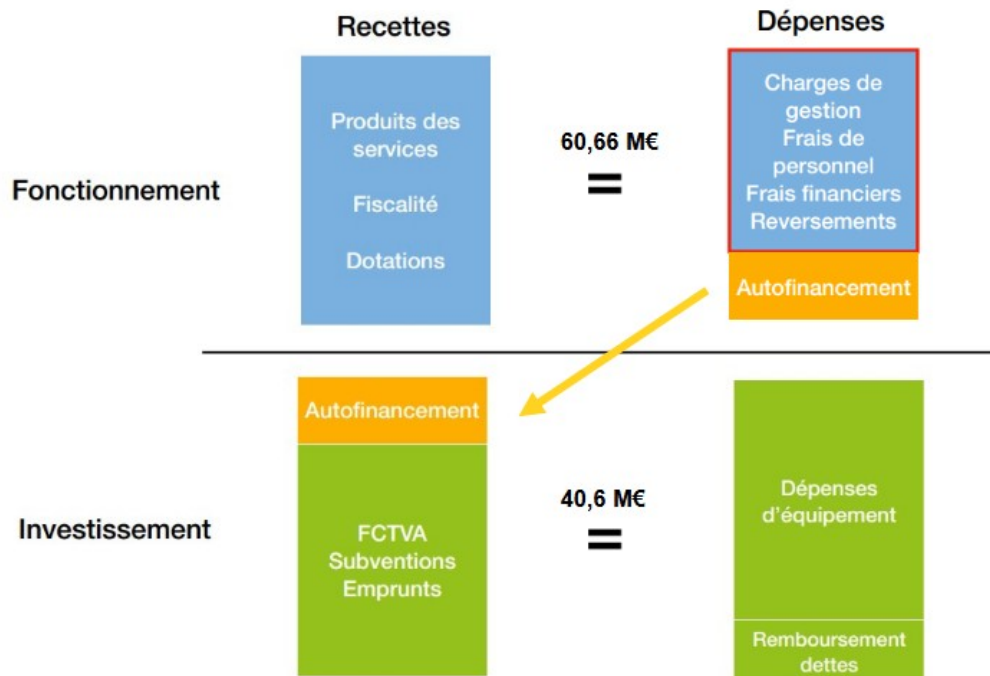 Recettes
Dépenses
Fonctionnement
Produits des
services
Fiscalité
Dotations
60,66 M€
=
Charges de
gestion
Frais de
personnel
Frais financiers
Reversements
Autofinancement
Investissement
Autofinancement
FCTVA
Subventions
Emprunts
40,6 M€
=
Dépenses
d'équipement
Remboursement
dettes